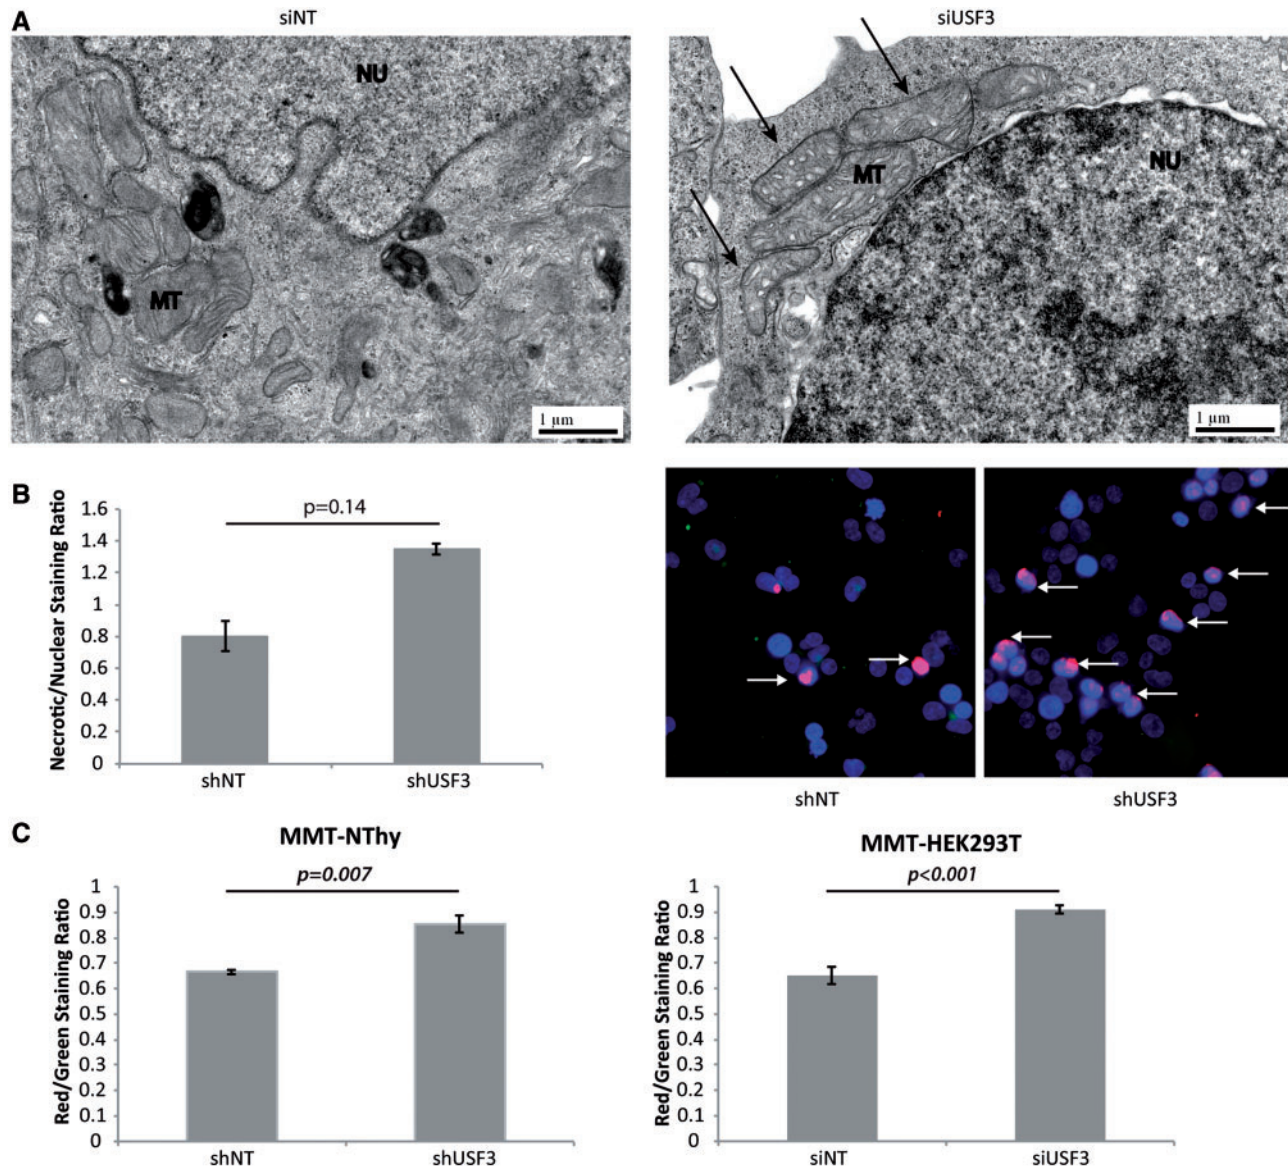 A
siNT
siUSF3
NU
MT
1 µm
NU
MT
1 µm
B
Necrotic/Nuclear Staining Ratio
1.6
1.4
1.2
1
0.8
0.6
0.4
0.2
0
p=0.14
shNT
shUSF3
shNT
shUSF3
C
MMT-NThy
p=0.007
Red/Green Staining Ratio
1
0.9
0.8
0.7
0.6
0.5
0.4
0.3
0.2
0.1
0
shNT
shUSF3
MMT-HEK293T
p<0.001
Red/Green Staining Ratio
1
0.9
0.8
0.7
0.6
0.5
0.4
0.3
0.2
0.1
0
siNT
siUSF3